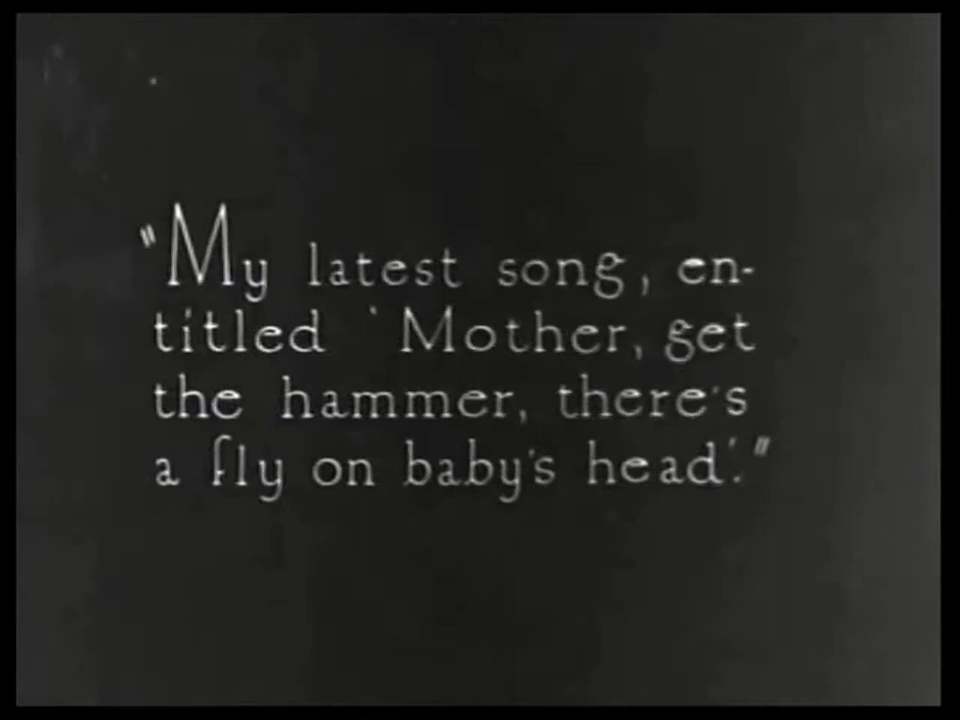 "My latest song, en-
titled 'Mother, get
the hammer, there's
a fly on baby's head'."